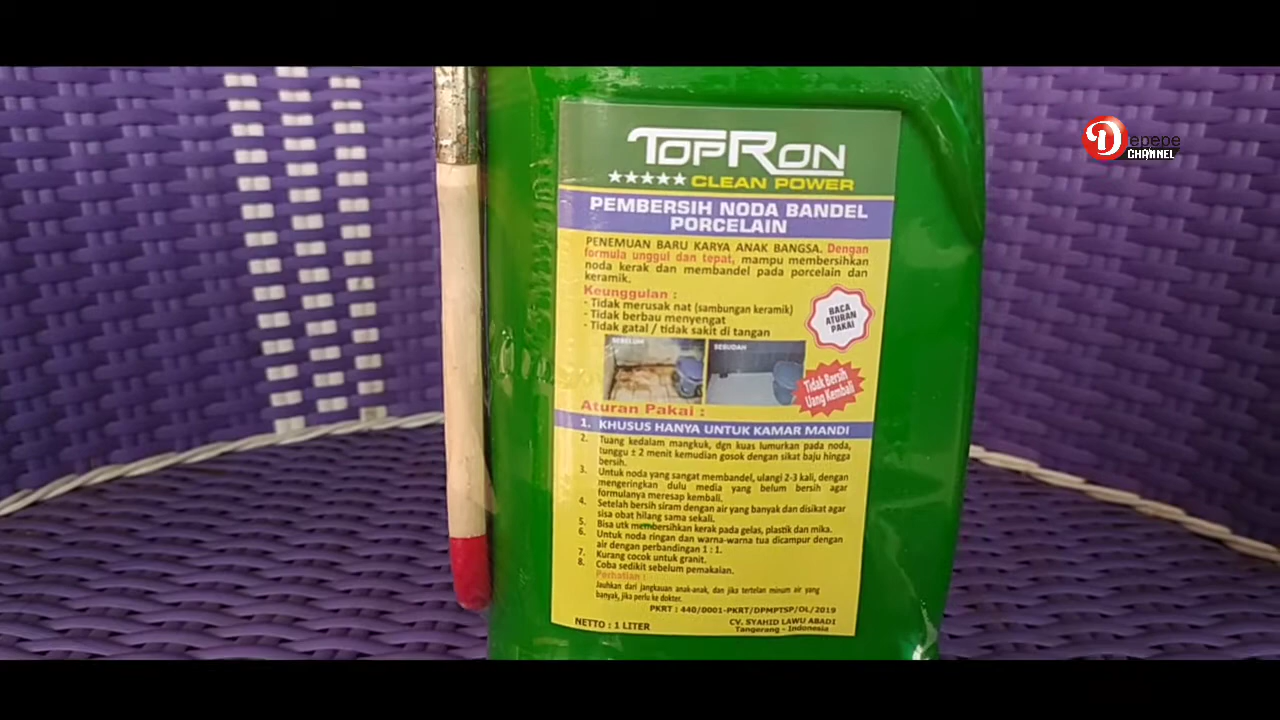 TOPRON
CLEAN POWER
PEMBERSIH NODA BANDEL
PORCELAIN
PENEMUAN BARU KARYA ANAK BANGSA. Dengan
formula unggul dan tepat, mampu membersihkan
noda kerak dan membandel pada porcelain dan
keramik.
Keunggulan :
- Tidak merusak nat (sambungan keramik)
- Tidak berbau menyengat
- Tidak gatal / tidak sakit di tangan
BACA
ATURAN
PAKAI
SEBELUM
SESUDAH
Tidak Bersih
Uang Kembali
Aturan Pakai :
1. KHUSUS HANYA UNTUK KAMAR MANDI
2. Tuang kedalam mangkuk, dgn kuas lumurkan pada noda,
tunggu ± 2 menit kemudian gosok dengan sikat baju hingga
bersih.
3. Untuk noda yang sangat membandel, ulangi 2-3 kali, dengan
mengeringkan dulu media yang belum bersih agar
formulanya meresap kembali.
4. Setelah bersih siram dengan air yang banyak dan disikat agar
sisa obat hilang sama sekali.
5. Bisa utk membersihkan kerak pada gelas, plastik dan mika.
6. Untuk noda ringan dan warna-warna tua dicampur dengan
air dengan perbandingan 1 : 1.
7. Kurang cocok untuk granit.
8. Coba sedikit sebelum pemakaian.
Perhatian :
Jauhkan dari jangkauan anak-anak, dan jika tertelan minum air yang
banyak, jika perlu ke dokter.
PKRT : 440/0001-PKRT/DPMPTSP/OL/2019
NETTO : 1 LITER
CV. SYAHID LAWU ABADI
Tangerang - Indonesia
Depepe
CHANNEL